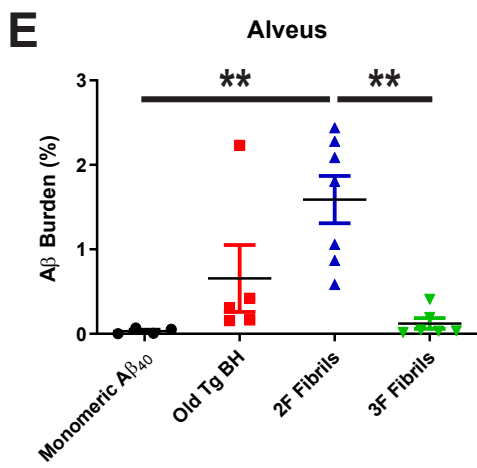 E
Alveus
** **
3
2
1
0
Aβ Burden (%)
Monomeric Aβ₄₀
Old Tg BH
2F Fibrils
3F Fibrils